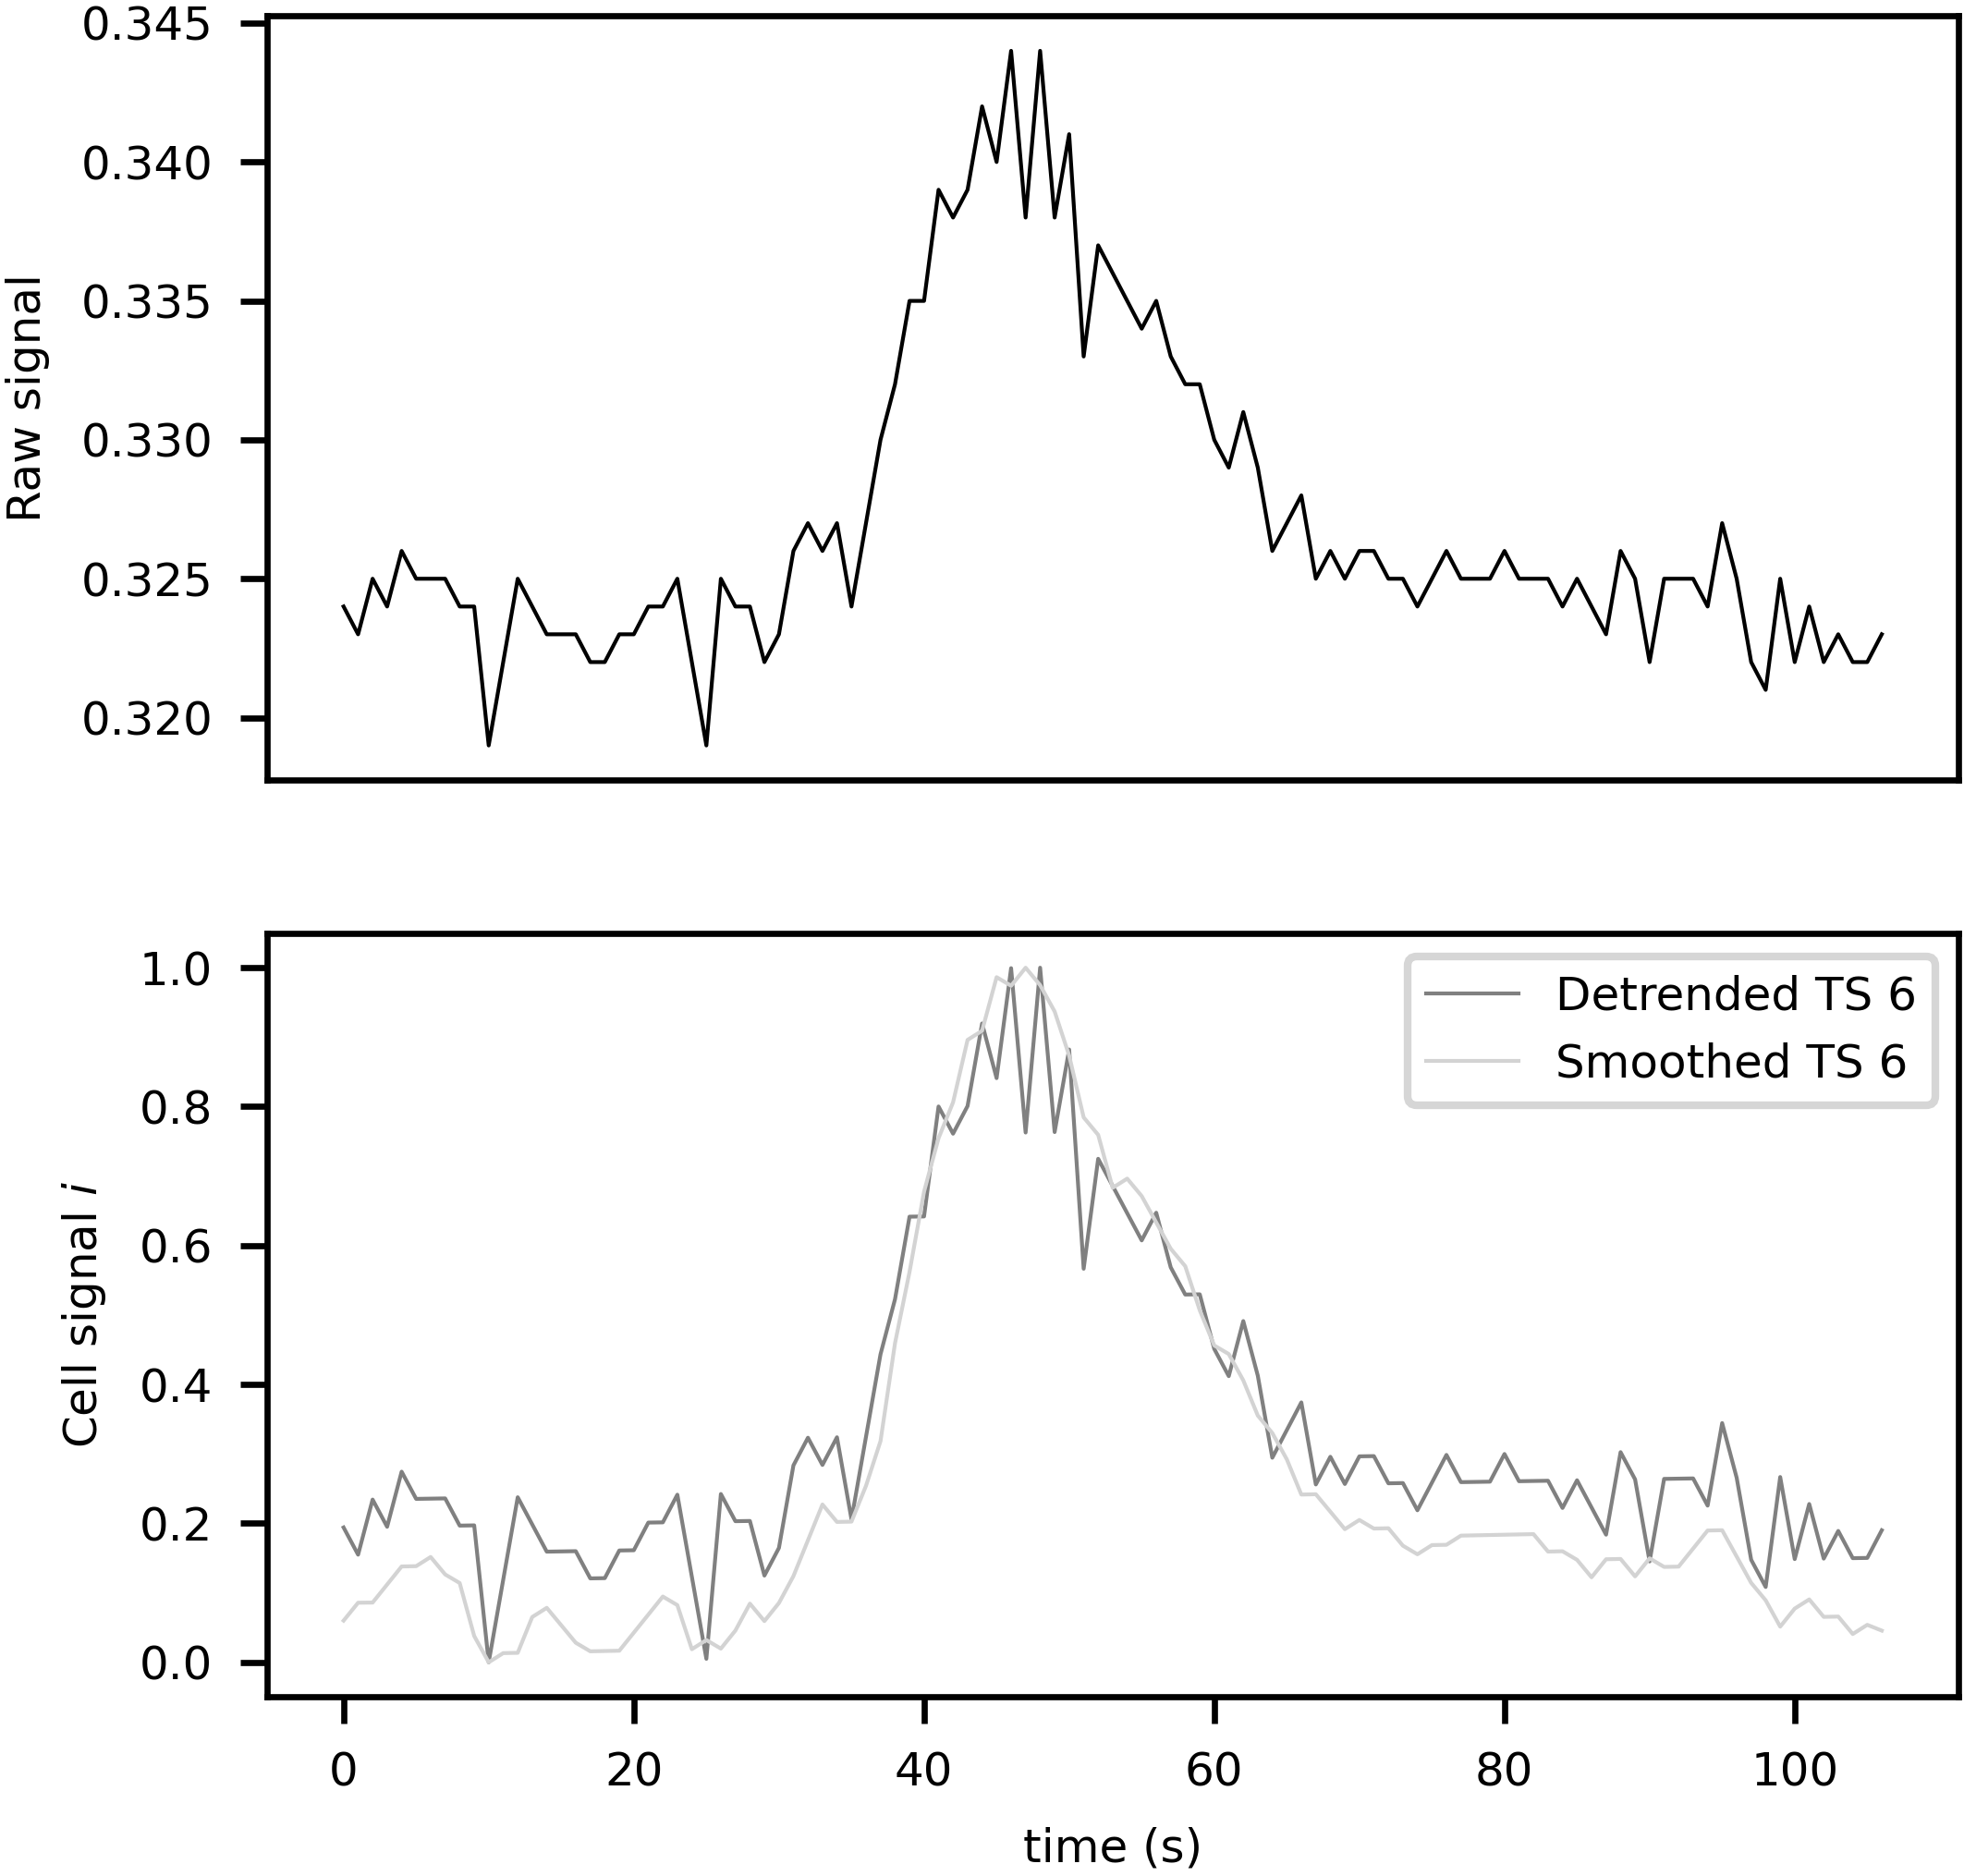 0.345
0.340
0.335
0.330
0.325
0.320
Raw signal
1.0
0.8
0.6
0.4
0.2
0.0
Cell signal i
Detrended TS 6
Smoothed TS 6
0 20 40 60 80 100
time (s)